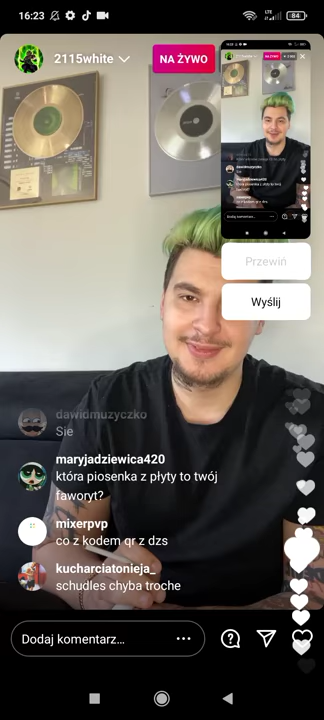 16:23
LTE
84
2115white
NA ŻYWO
Przewiń
Wyślij
dawidmuzyczko
Sie
maryjadziewica420
która piosenka z płyty to twój
faworyt?
mixerpvp
co z kodem qr z dzs
kucharciatonieja_
schudles chyba troche
Dodaj komentarz...